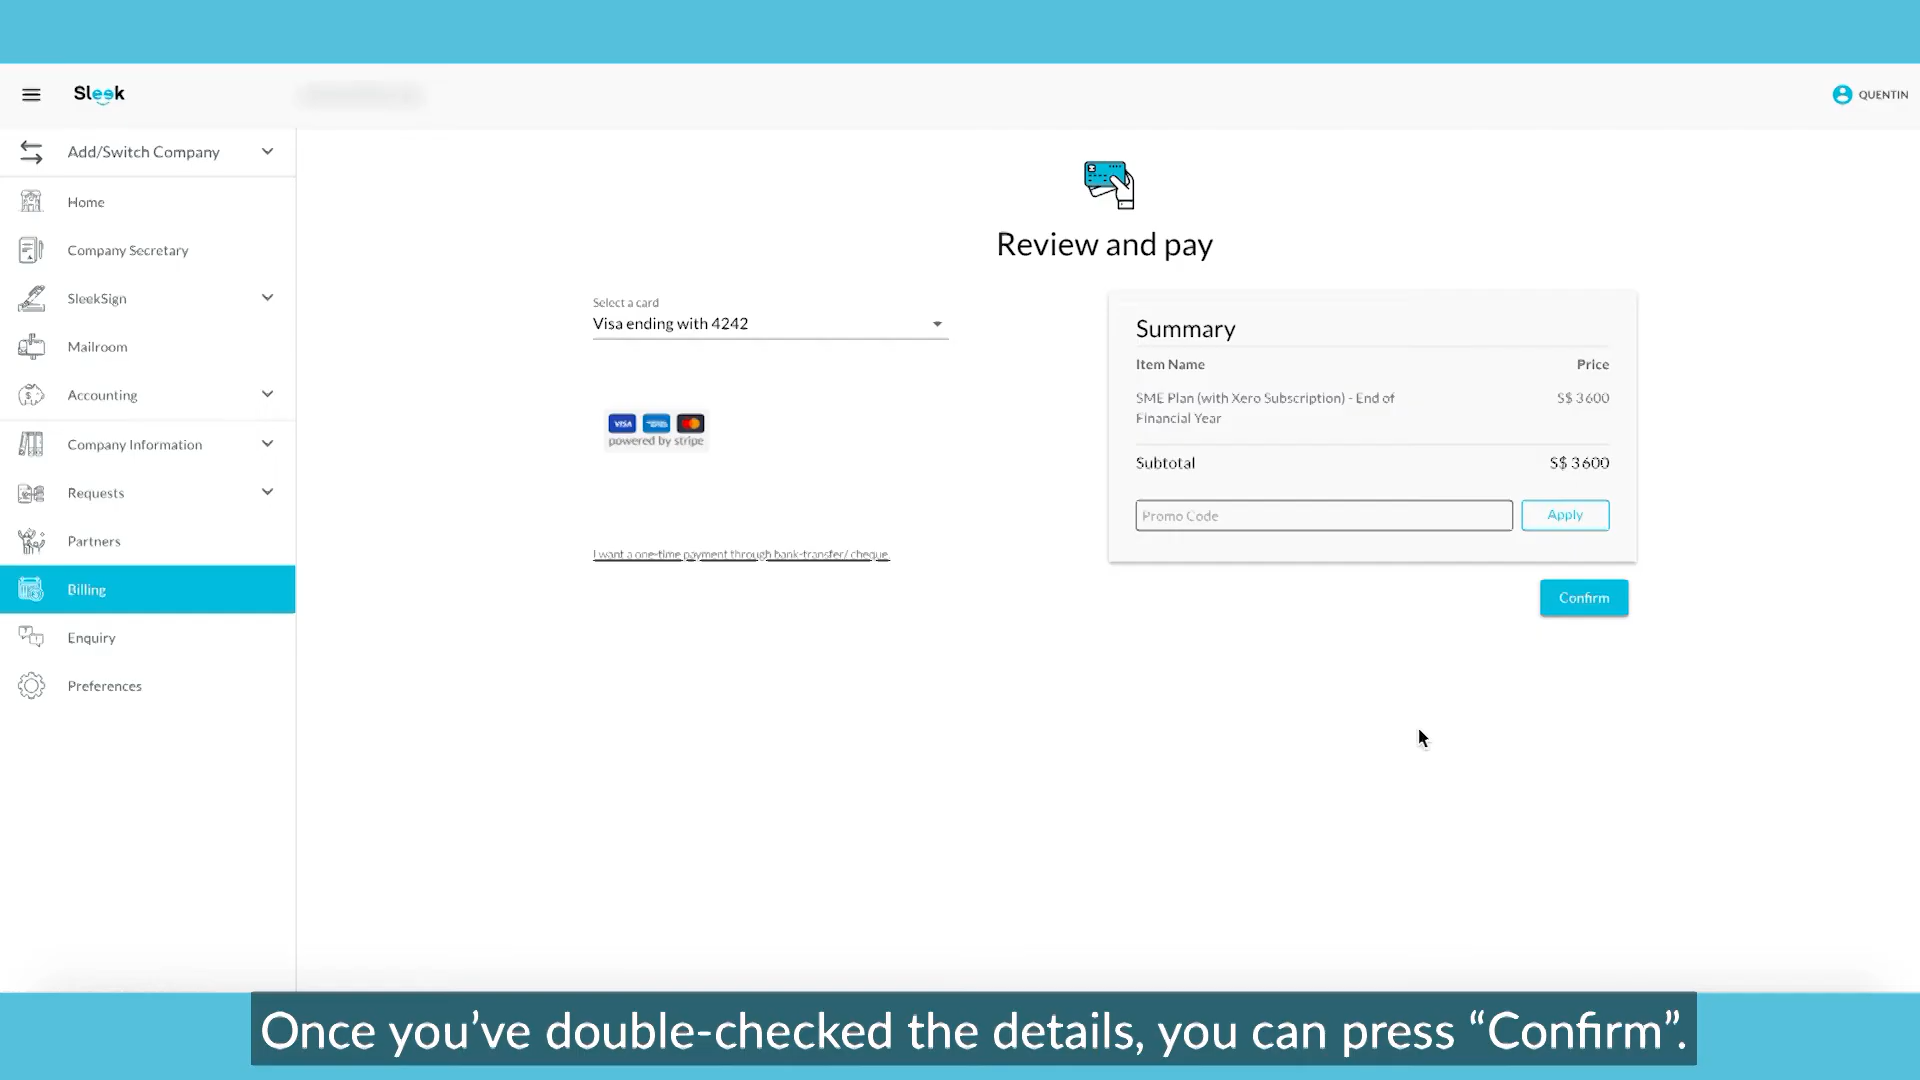 Sleek
QUENTIN
Add/Switch Company
Home
Company Secretary
SleekSign
Mailroom
Accounting
Company Information
Requests
Partners
Billing
Enquiry
Preferences
Review and pay
Select a card
Visa ending with 4242
VISA
powered by stripe
I want a one-time payment through bank-transfer/ cheque.
Summary
Item Name Price
SME Plan (with Xero Subscription) - End of S$ 3600
Financial Year
Subtotal S$ 3600
Promo Code Apply
Confirm
Once you’ve double-checked the details, you can press “Confirm”.